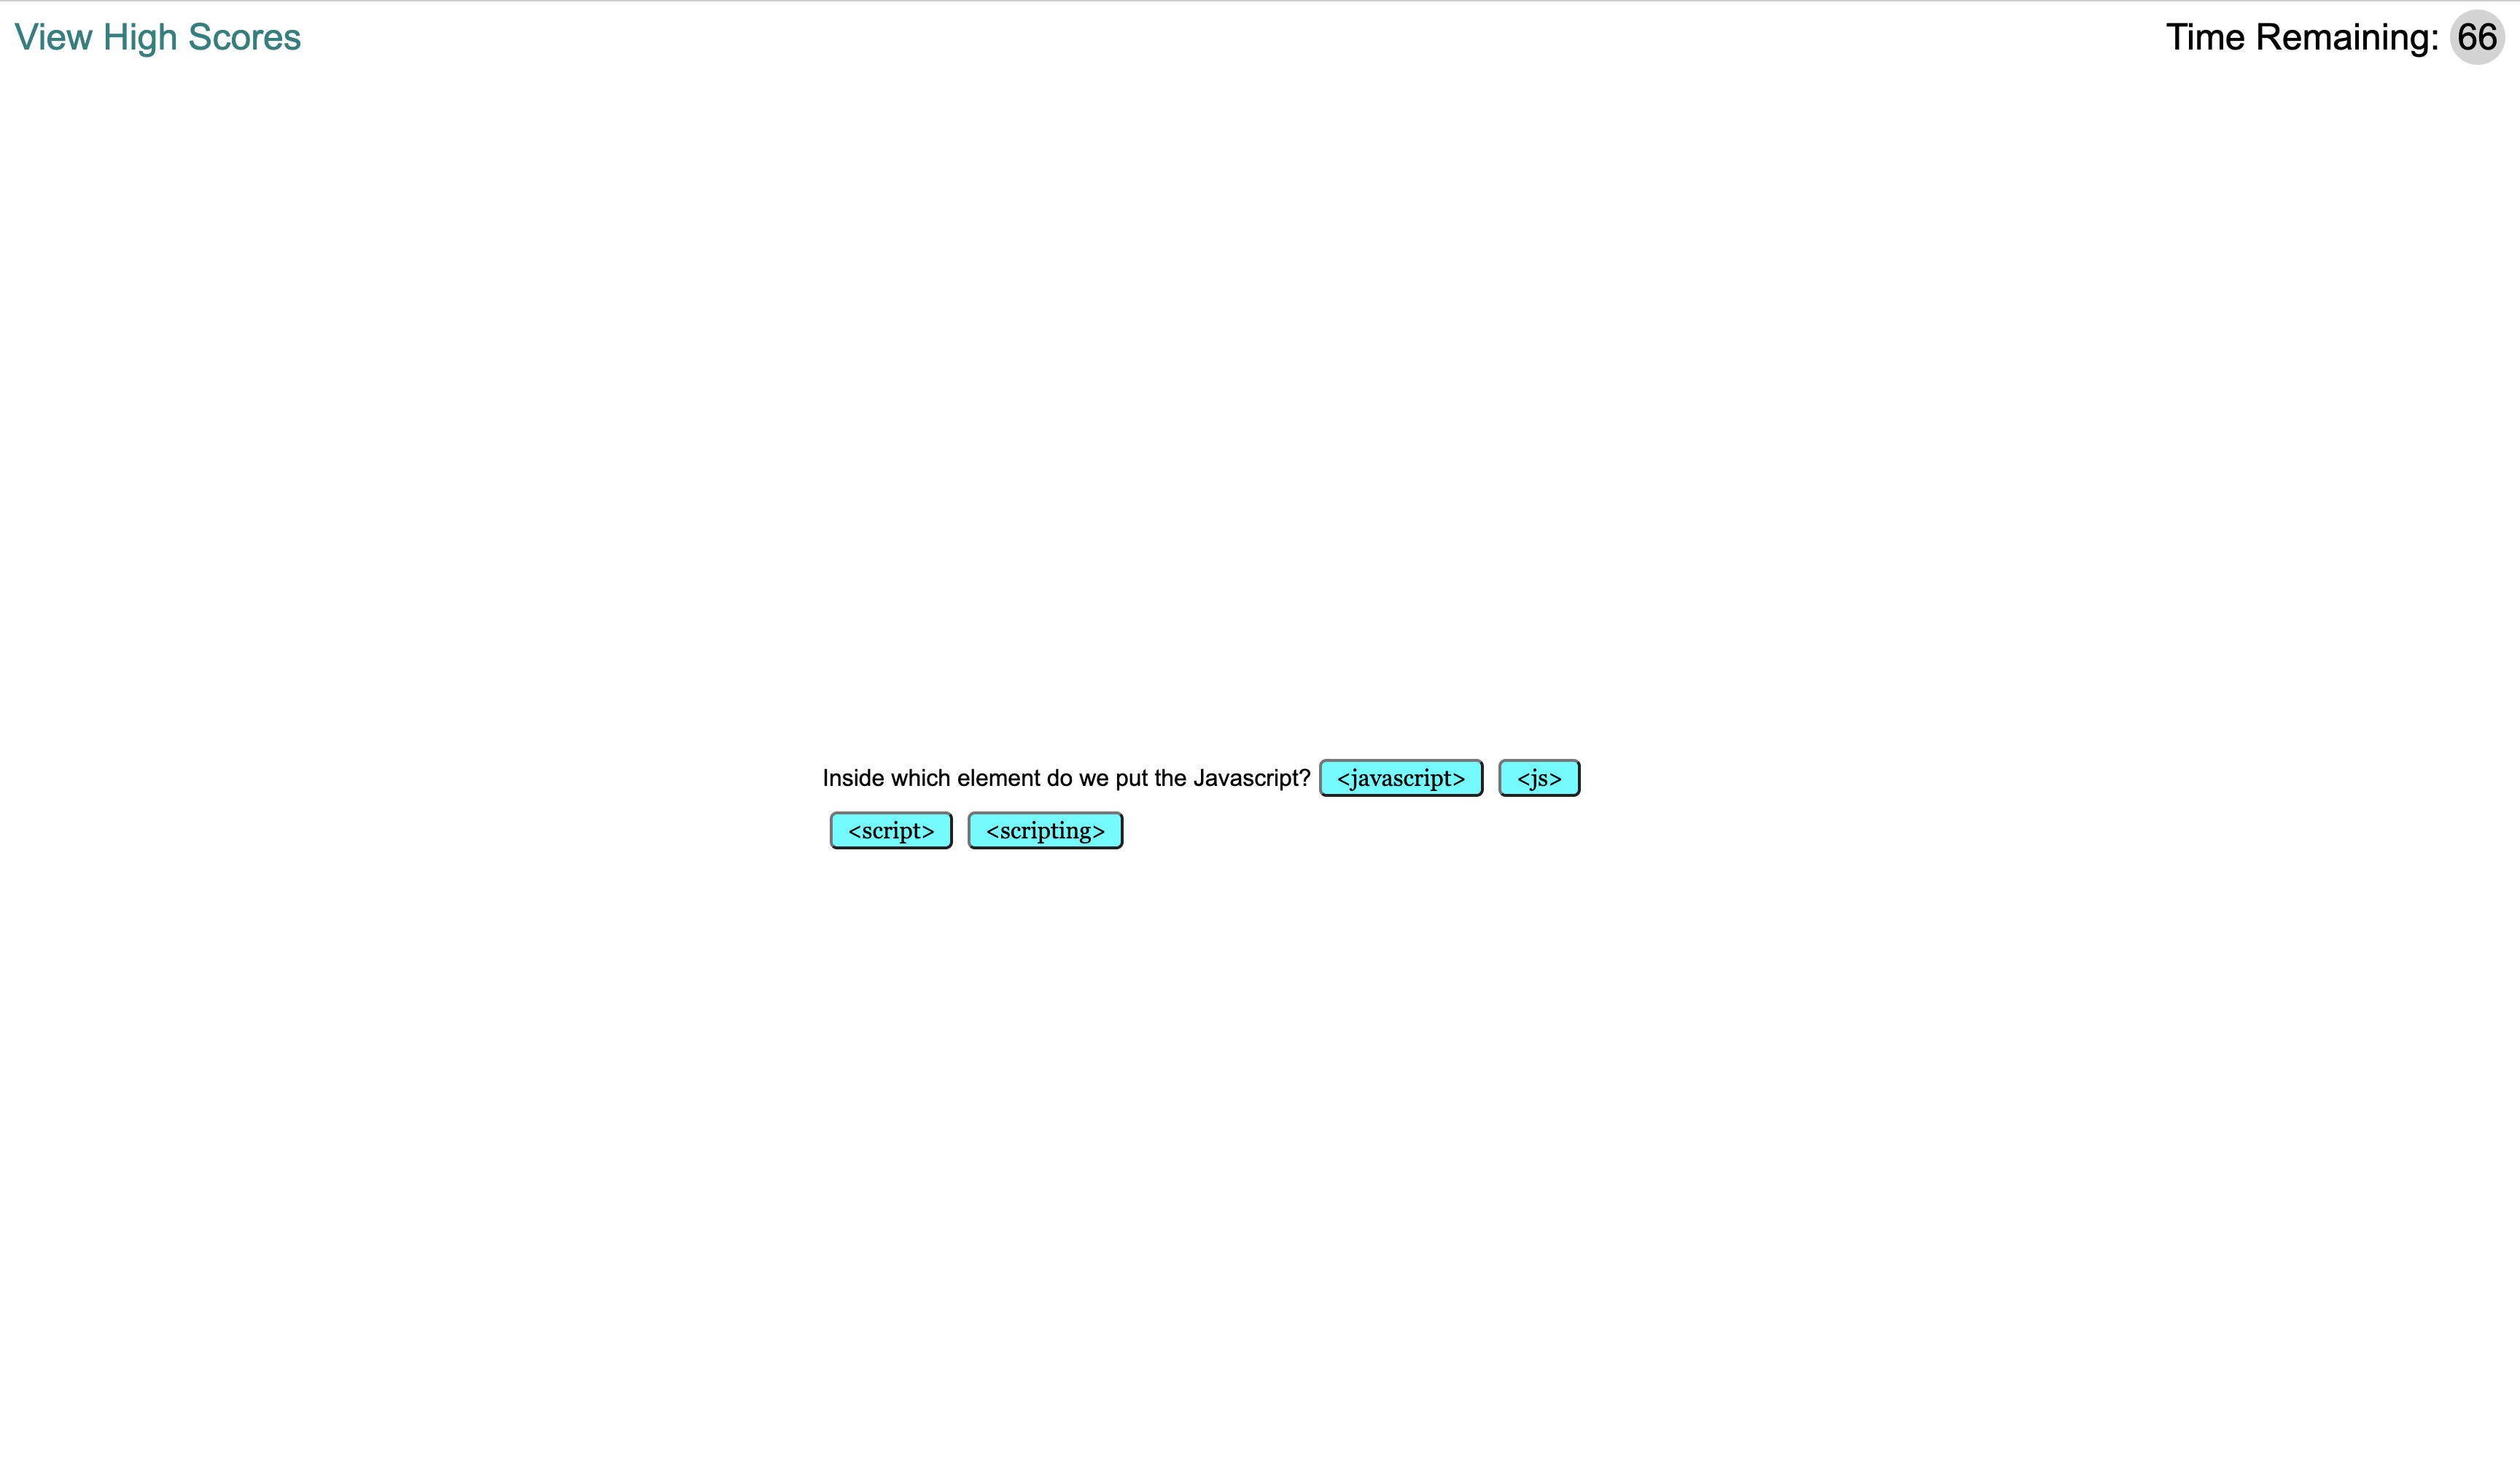 View High Scores
Time Remaining: 66
Inside which element do we put the Javascript? <javascript> <js>
<script> <scripting>